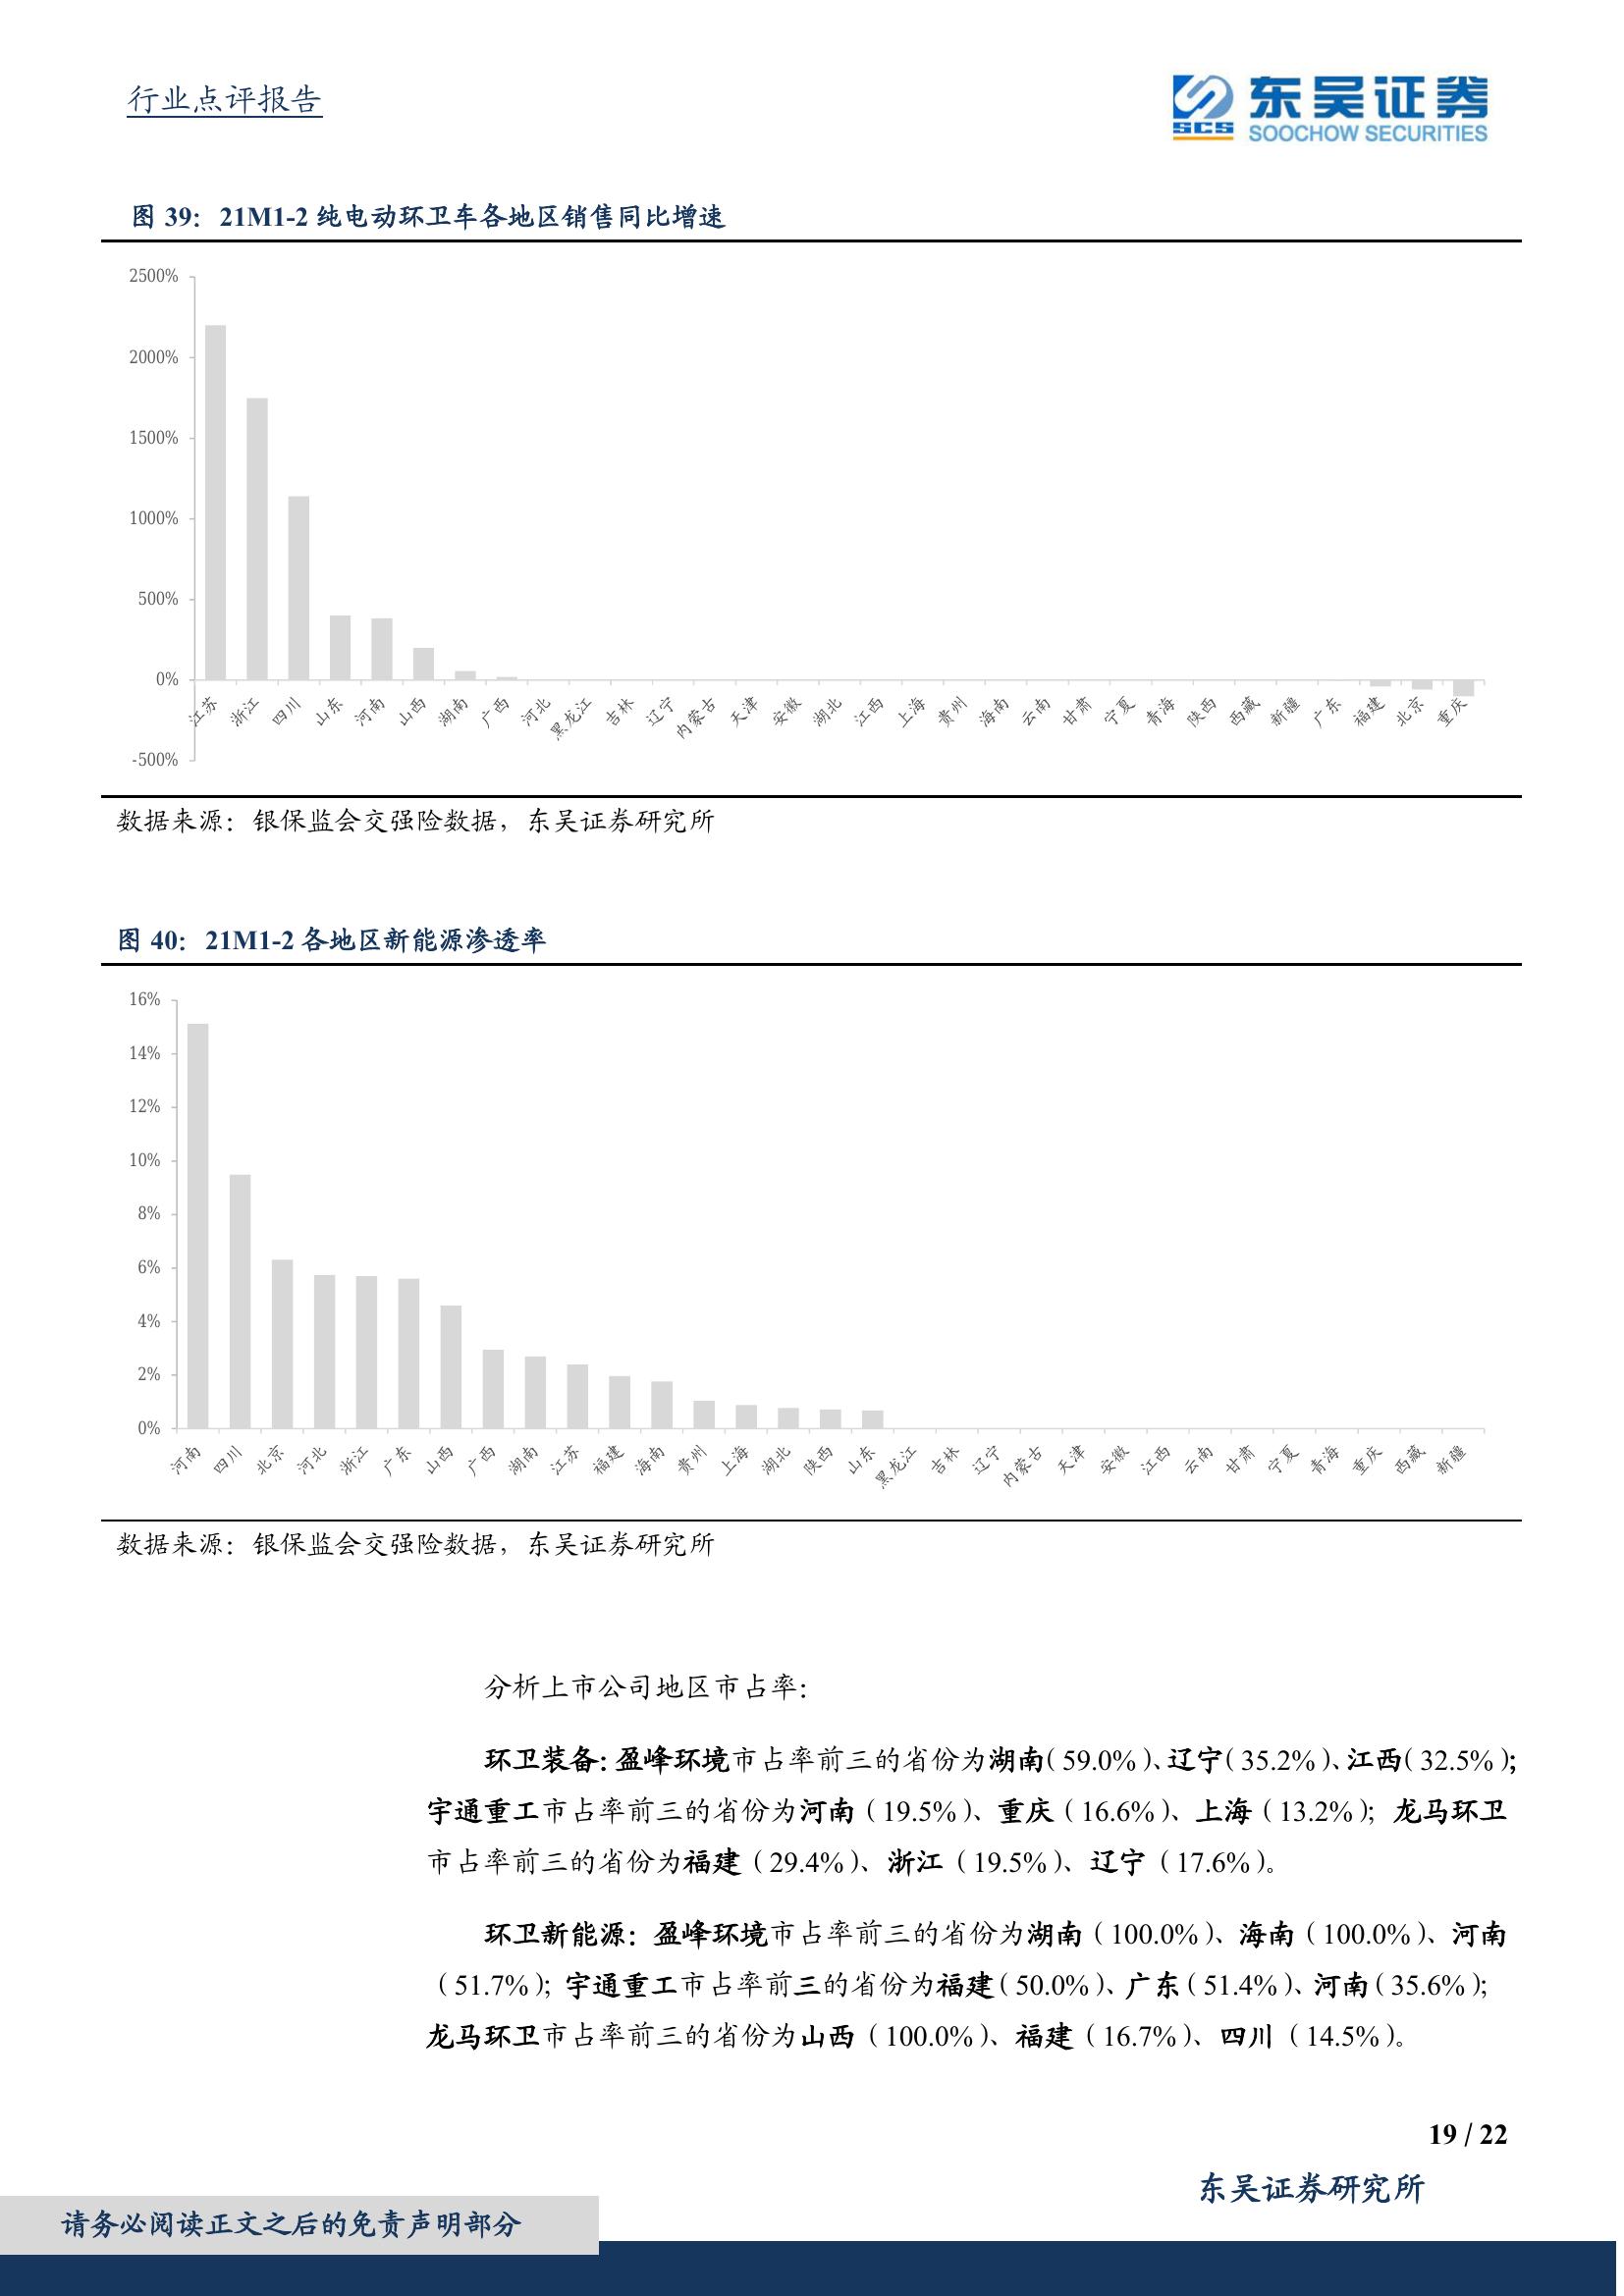 行业点评报告
东吴证券
SCS
SOOCHOW SECURITIES
图 39：21M1-2 纯电动环卫车各地区销售同比增速
2500%
2000%
1500%
1000%
500%
0%
-500%
江苏 浙江 四川 山东 河南 山西 湖南 广西 河北 黑龙江 吉林 辽宁 内蒙古 天津 安徽 湖北 江西 上海 贵州 海南 云南 甘肃 宁夏 青海 陕西 西藏 新疆 广东 福建 北京 重庆
数据来源：银保监会交强险数据，东吴证券研究所
图 40：21M1-2 各地区新能源渗透率
16%
14%
12%
10%
8%
6%
4%
2%
0%
河南 四川 北京 河北 浙江 广东 山西 广西 湖南 江苏 福建 海南 贵州 上海 湖北 陕西 山东 黑龙江 吉林 辽宁 内蒙古 天津 安徽 江西 云南 甘肃 宁夏 青海 重庆 西藏 新疆
数据来源：银保监会交强险数据，东吴证券研究所
分析上市公司地区市占率：
环卫装备：盈峰环境市占率前三的省份为湖南（59.0%）、辽宁（35.2%）、江西（32.5%）；
宇通重工市占率前三的省份为河南（19.5%）、重庆（16.6%）、上海（13.2%）；龙马环卫
市占率前三的省份为福建（29.4%）、浙江（19.5%）、辽宁（17.6%）。
环卫新能源：盈峰环境市占率前三的省份为湖南（100.0%）、海南（100.0%）、河南
（51.7%）；宇通重工市占率前三的省份为福建（50.0%）、广东（51.4%）、河南（35.6%）；
龙马环卫市占率前三的省份为山西（100.0%）、福建（16.7%）、四川（14.5%）。
19 / 22
东吴证券研究所
请务必阅读正文之后的免责声明部分